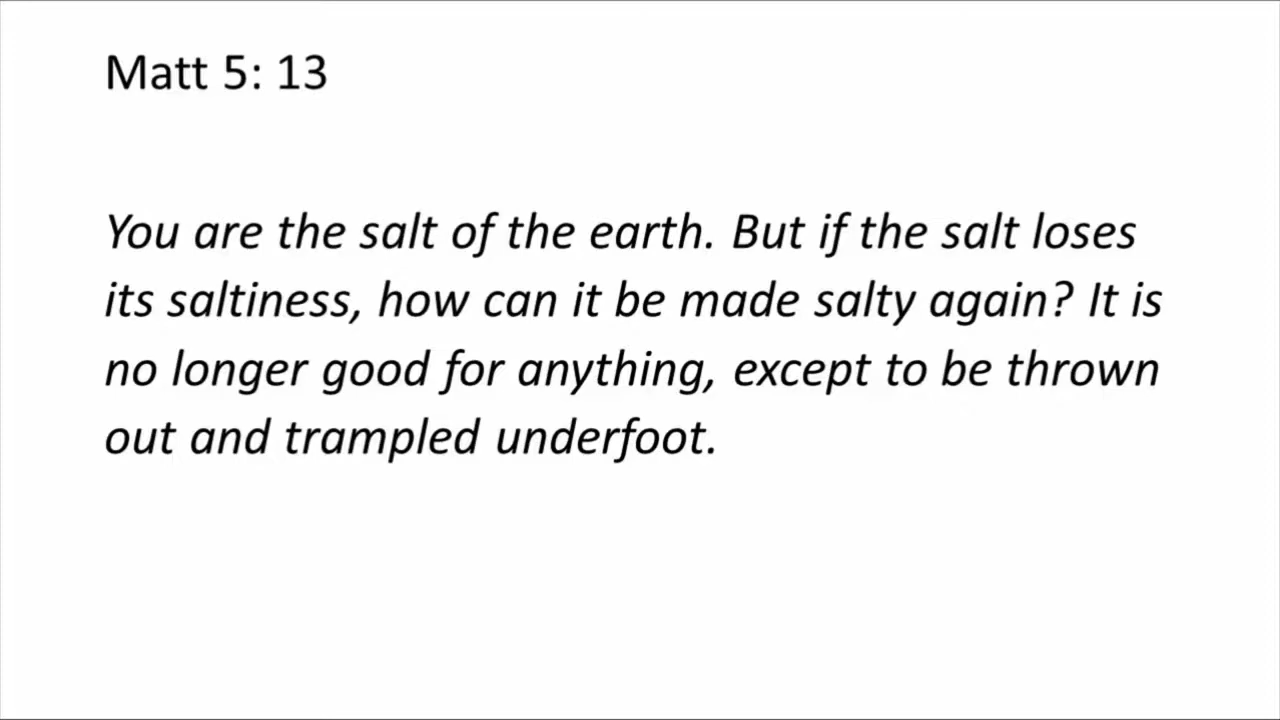 Matt 5: 13
You are the salt of the earth. But if the salt loses
its saltiness, how can it be made salty again? It is
no longer good for anything, except to be thrown
out and trampled underfoot.